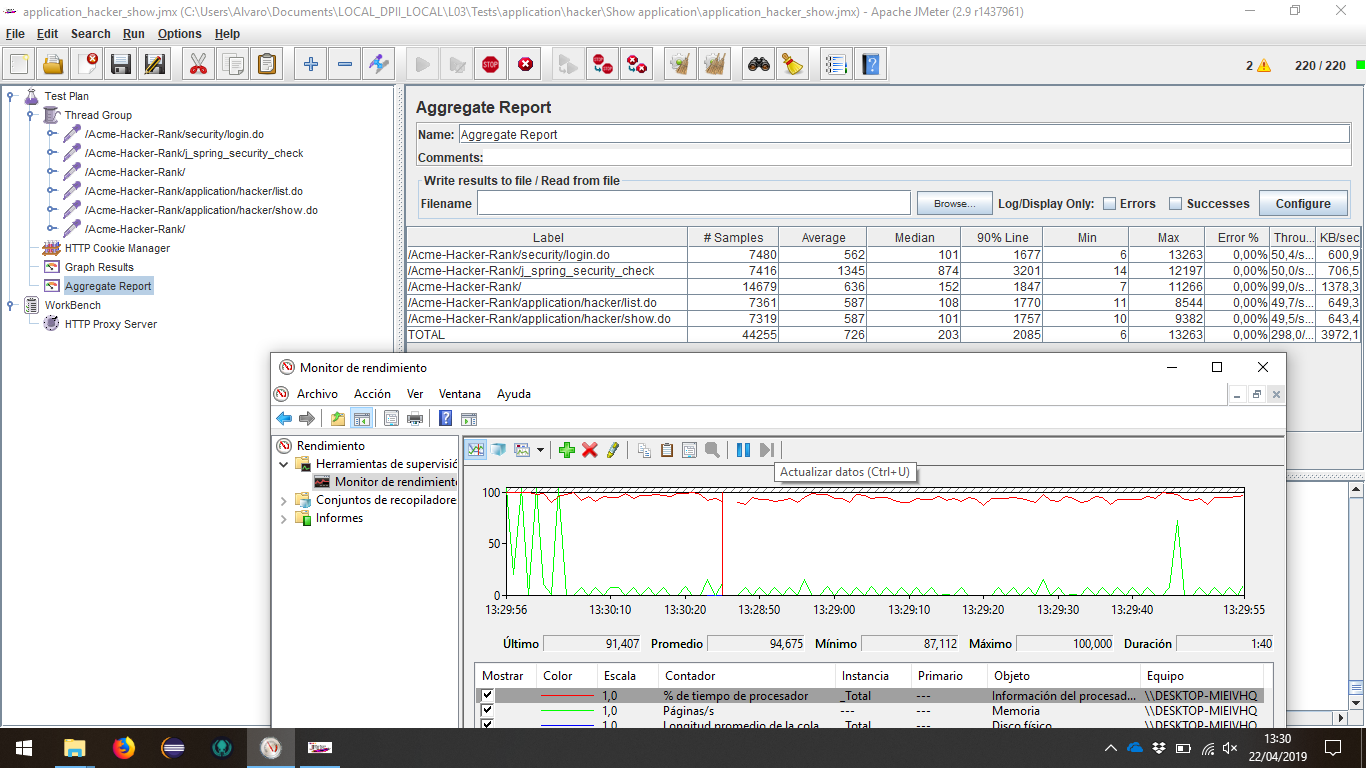 application_hacker_show.jmx (C:\Users\Alvaro\Documents\LOCAL_DPII_LOCAL\L03\Tests\application\hacker\Show application\application_hacker_show.jmx) - Apache JMeter (2.9 r1437961)
File Edit Search Run Options Help
2 220 / 220
Test Plan
Thread Group
/Acme-Hacker-Rank/security/login.do
/Acme-Hacker-Rank/j_spring_security_check
/Acme-Hacker-Rank/
/Acme-Hacker-Rank/application/hacker/list.do
/Acme-Hacker-Rank/application/hacker/show.do
/Acme-Hacker-Rank/
HTTP Cookie Manager
Graph Results
Aggregate Report
WorkBench
HTTP Proxy Server
Aggregate Report
Name: Aggregate Report
Comments:
Write results to file / Read from file
Filename Browse... Log/Display Only: Errors Successes Configure
Label # Samples Average Median 90% Line Min Max Error % Throu... KB/sec
/Acme-Hacker-Rank/security/login.do 7480 562 101 1677 6 13263 0,00% 50,4/s... 600,9
/Acme-Hacker-Rank/j_spring_security_check 7416 1345 874 3201 14 12197 0,00% 50,0/s... 706,5
/Acme-Hacker-Rank/ 14679 636 152 1847 7 11266 0,00% 99,0/s... 1378,3
/Acme-Hacker-Rank/application/hacker/list.do 7361 587 108 1770 11 8544 0,00% 49,7/s... 649,3
/Acme-Hacker-Rank/application/hacker/show.do 7319 587 101 1757 10 9382 0,00% 49,5/s... 643,4
TOTAL 44255 726 203 2085 6 13263 0,00% 298,0/... 3972,1
Monitor de rendimiento
Archivo Acción Ver Ventana Ayuda
Rendimiento
Herramientas de supervisió
Monitor de rendimiento
Conjuntos de recopiladore
Informes
Actualizar datos (Ctrl+U)
100
50
0
13:29:56 13:30:10 13:30:20 13:28:50 13:29:00 13:29:10 13:29:20 13:29:30 13:29:40 13:29:55
Último 91,407 Promedio 94,675 Mínimo 87,112 Máximo 100,000 Duración 1:40
Mostrar Color Escala Contador Instancia Primario Objeto Equipo
1,0 % de tiempo de procesador _Total --- Información del procesad... \\DESKTOP-MIEIVHQ
1,0 Páginas/s --- --- Memoria \\DESKTOP-MIEIVHQ
1,0 Longitud promedio de la cola _Total --- Disco físico \\DESKTOP-MIEIVHQ
13:30
22/04/2019